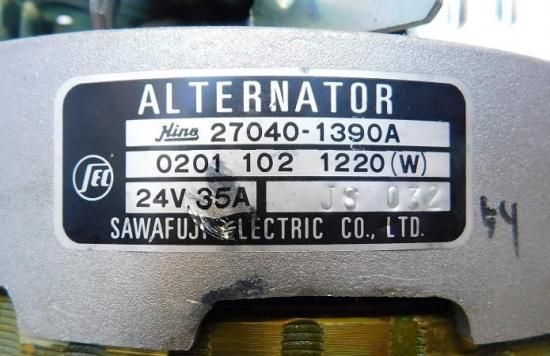 ALTERNATOR
Hino 27040-1390A
0201 102 1220(W)
SEC
24V 35A JS 032
SAWAFUJI ELECTRIC CO., LTD.